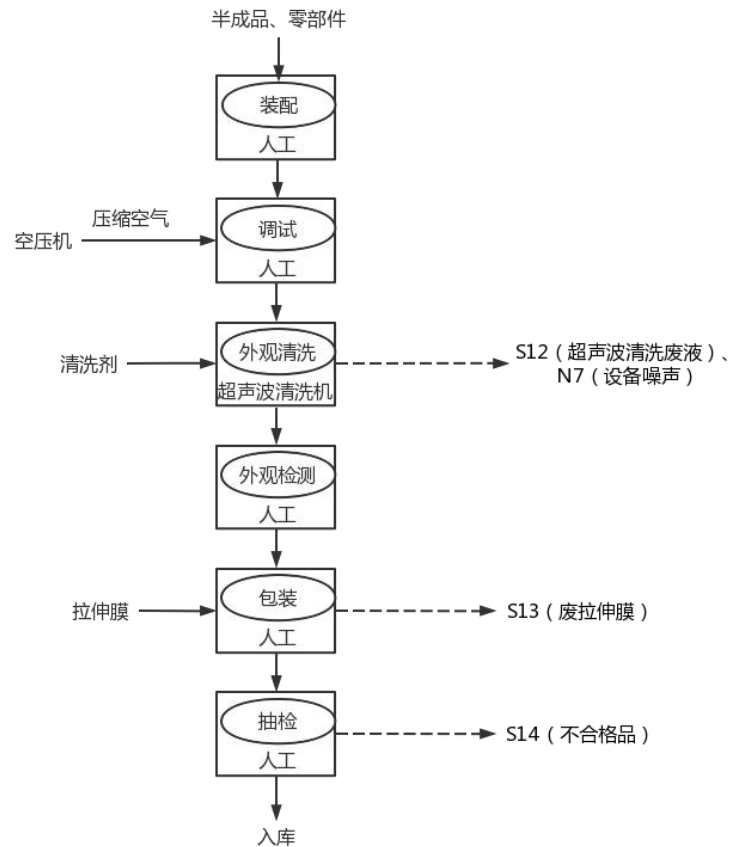 半成品、零部件
装配
人工
压缩空气
空压机
调试
人工
清洗剂
外观清洗
超声波清洗机
S12（超声波清洗废液）、
N7（设备噪声）
外观检测
人工
拉伸膜
包装
人工
S13（废拉伸膜）
抽检
人工
S14（不合格品）
入库